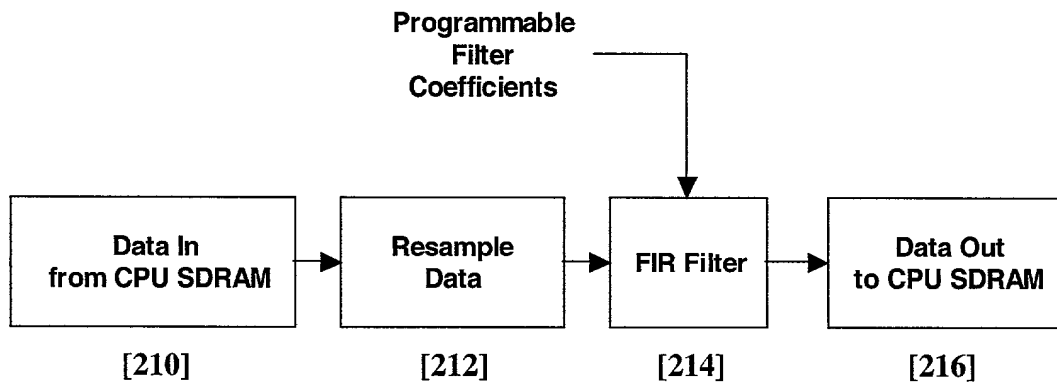 Programmable
Filter
Coefficients
Data In
from CPU SDRAM
Resample
Data
FIR Filter
Data Out
to CPU SDRAM
[210]
[212]
[214]
[216]